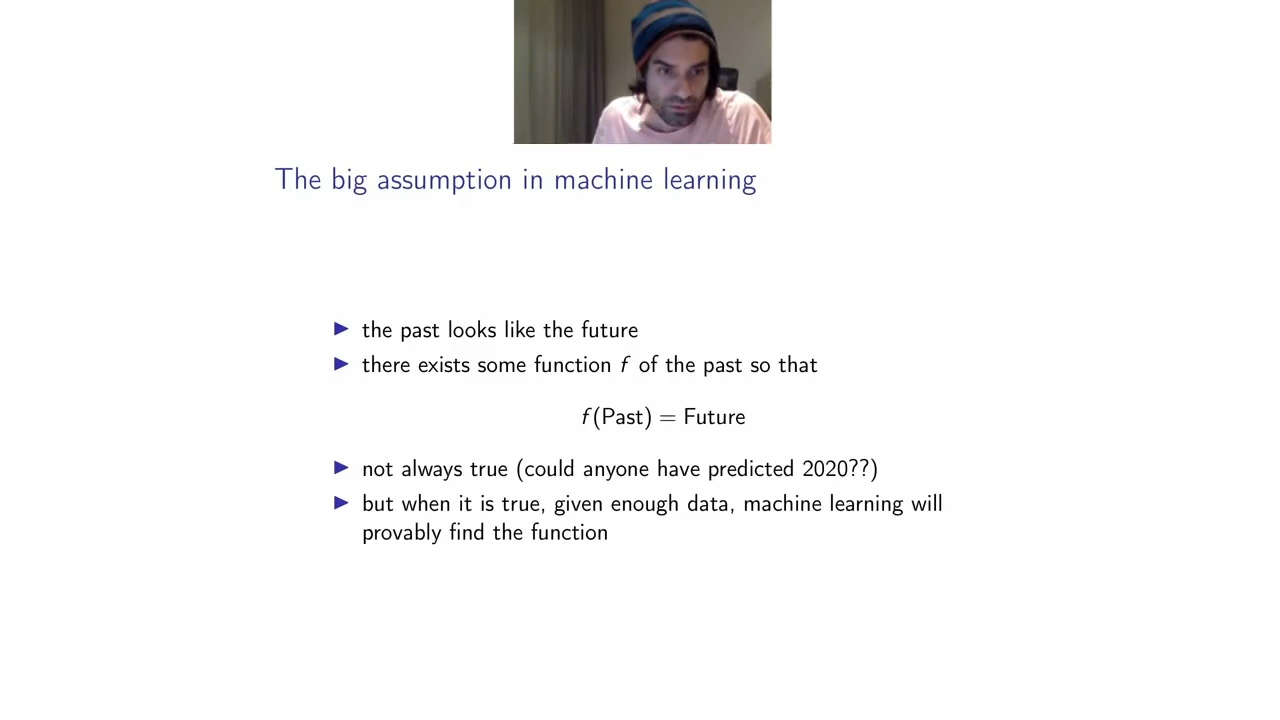 The big assumption in machine learning
▶ the past looks like the future
▶ there exists some function f of the past so that
f(Past) = Future
▶ not always true (could anyone have predicted 2020??)
▶ but when it is true, given enough data, machine learning will
provably find the function